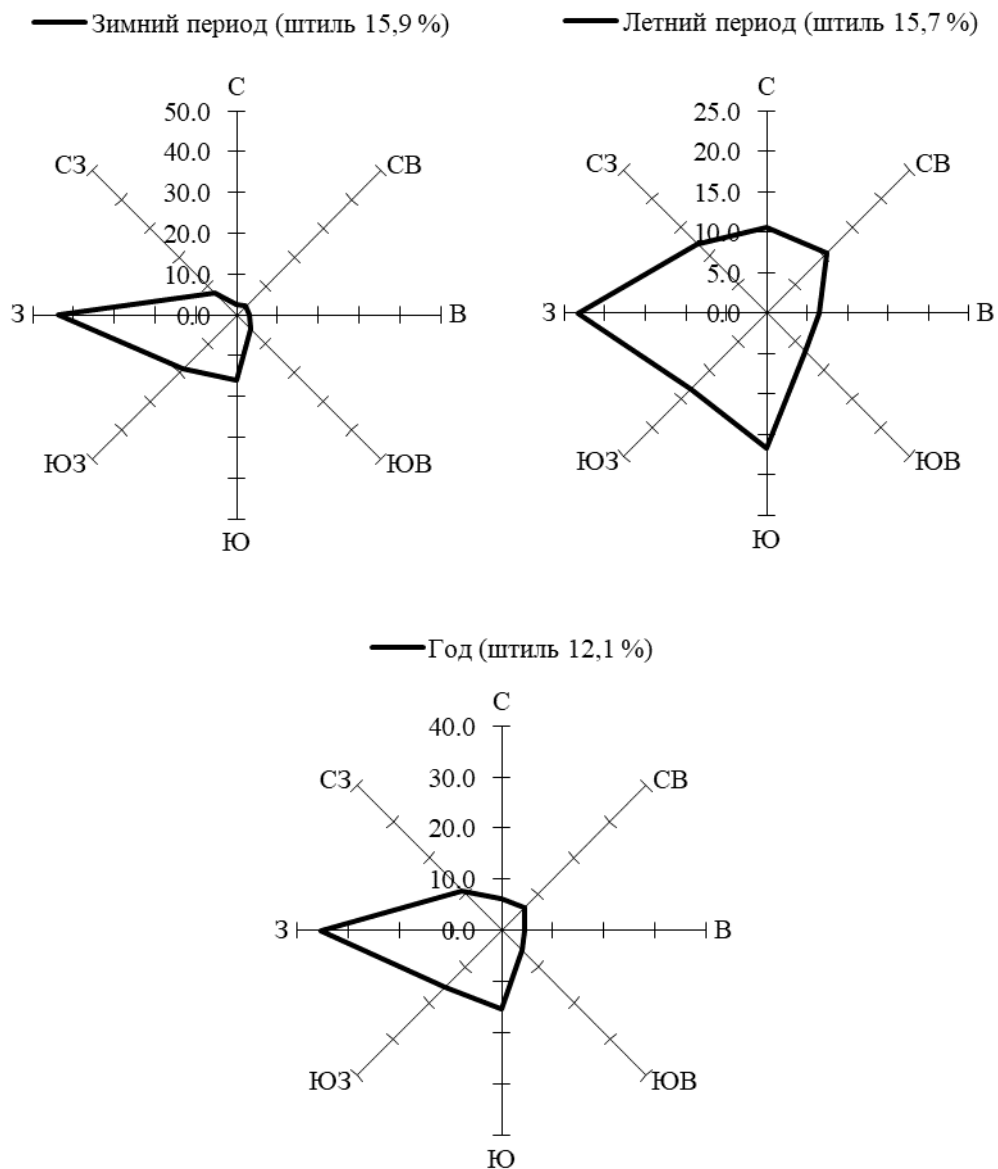 Зимний период (штиль 15,9 %)
С
50.0
40.0
30.0
20.0
10.0
0.0
СЗ
СВ
З
В
ЮЗ
ЮВ
Ю
Летний период (штиль 15,7 %)
С
25.0
20.0
15.0
10.0
5.0
0.0
СЗ
СВ
З
В
ЮЗ
ЮВ
Ю
Год (штиль 12,1 %)
С
40.0
30.0
20.0
10.0
0.0
СЗ
СВ
З
В
ЮЗ
ЮВ
Ю